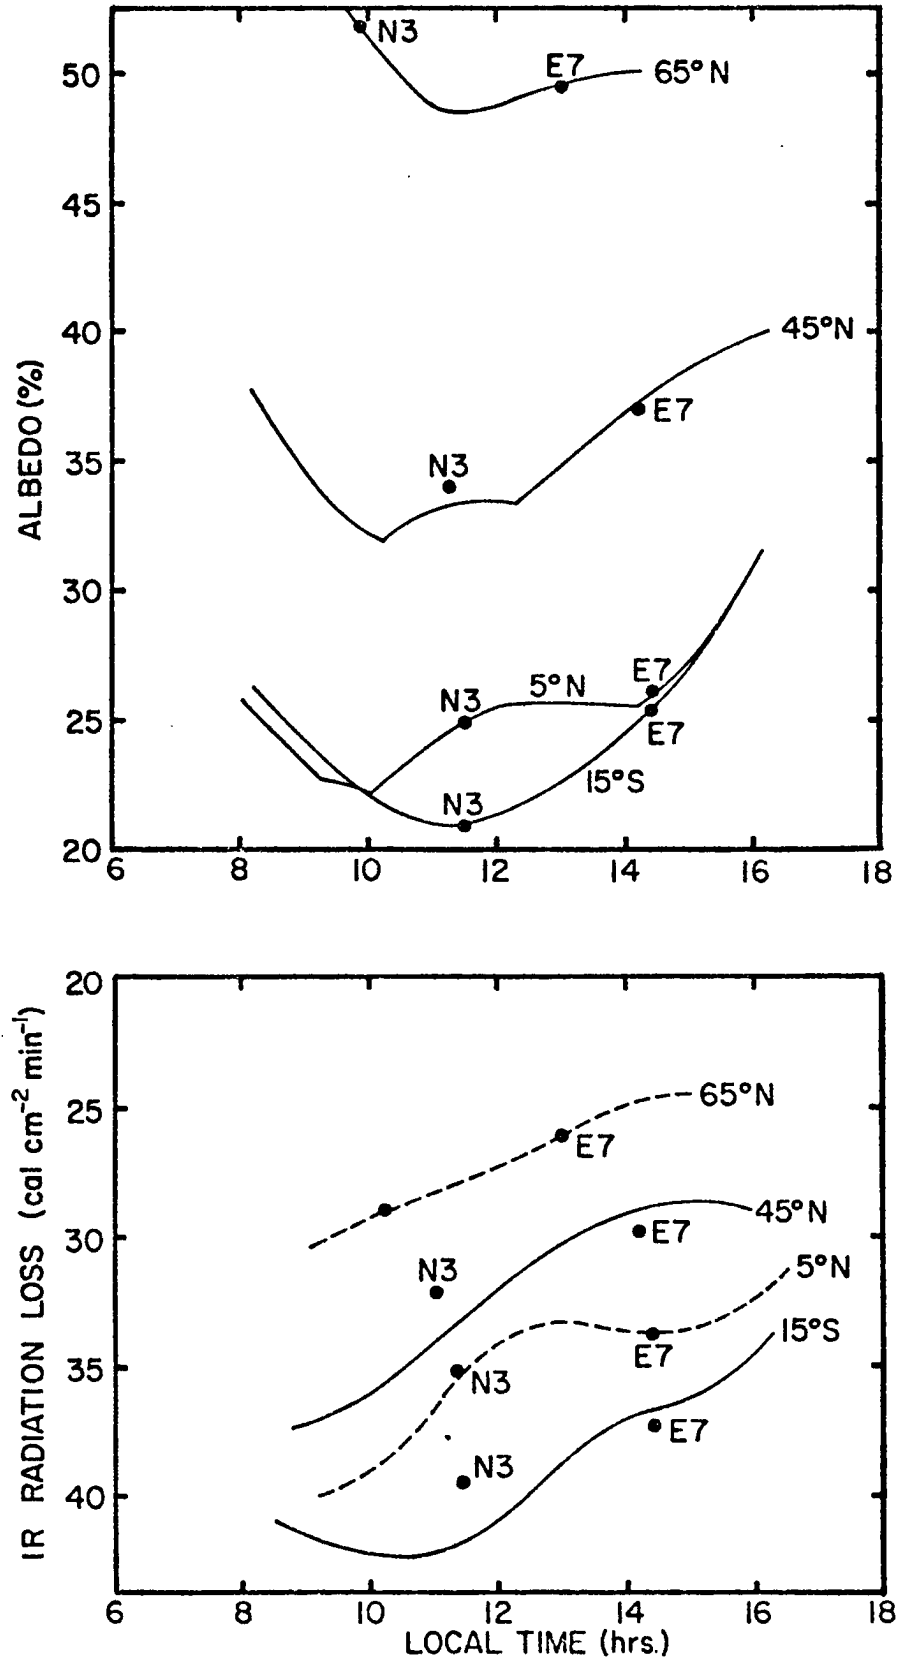 N3
E7
65°N
50
45
40
45°N
E7
N3
35
ALBEDO (%)
30
E7
5°N
N3
25
E7
15°S
N3
20
6 8 10 12 14 16 18
20
65°N
25
E7
45°N
30
E7
N3
5°N
15°S
E7
35
N3
E7
N3
40
IR RADIATION LOSS (cal cm⁻² min⁻¹)
6 8 10 12 14 16 18
LOCAL TIME (hrs.)